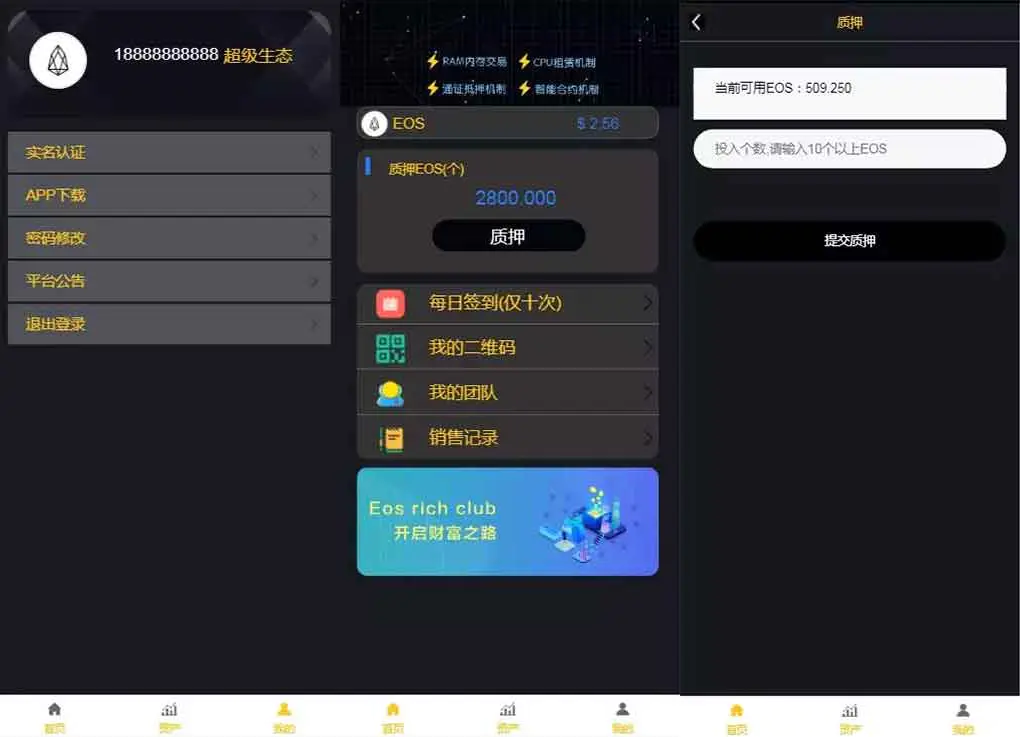 18888888888 超级生态
实名认证
APP下载
密码修改
平台公告
退出登录
首页
资产
我的
RAM内存交易
CPU租赁机制
通证抵押机制
智能合约机制
EOS
$ 2.56
质押EOS(个)
2800.000
质押
每日签到(仅十次)
我的二维码
我的团队
销售记录
Eos rich club
开启财富之路
首页
资产
我的
质押
当前可用EOS：509.250
投入个数,请输入10个以上EOS
提交质押
首页
资产
我的